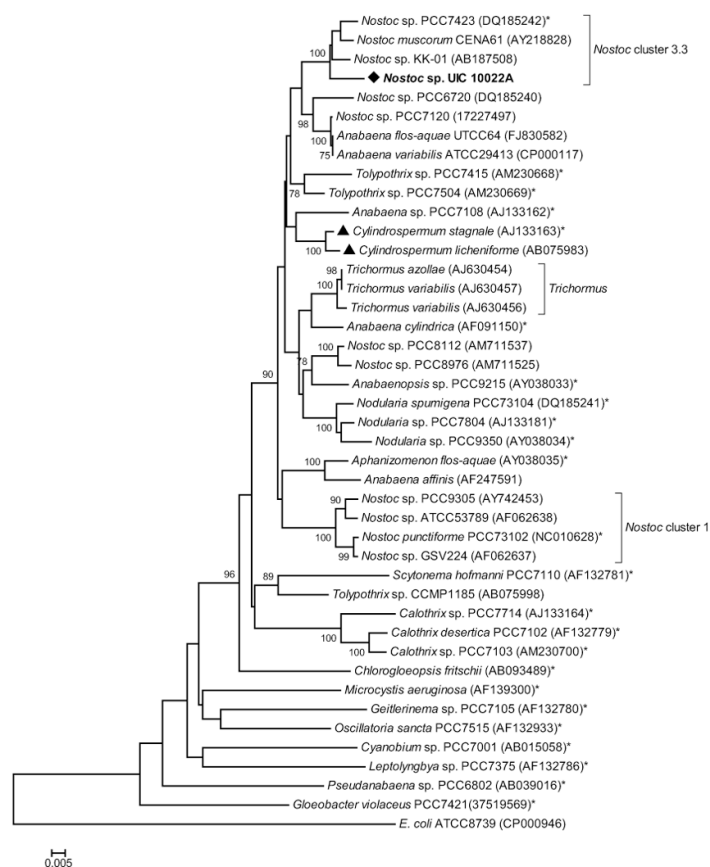 Nostoc sp. PCC7423 (DQ185242)*
Nostoc muscorum CENA61 (AY218828)
Nostoc cluster 3.3
100
Nostoc sp. KK-01 (AB187508)
Nostoc sp. UIC 10022A
Nostoc sp. PCC6720 (DQ185240)
98
Nostoc sp. PCC7120 (17227497)
100
Anabaena flos-aquae UTCC64 (FJ830582)
75
Anabaena variabilis ATCC29413 (CP000117)
Tolypothrix sp. PCC7415 (AM230668)*
78
Tolypothrix sp. PCC7504 (AM230669)*
Anabaena sp. PCC7108 (AJ133162)*
Cylindrospermum stagnale (AJ133163)*
100
Cylindrospermum licheniforme (AB075983)
98
Trichormus azollae (AJ630454)
100
Trichormus variabilis (AJ630457)
Trichormus
Trichormus variabilis (AJ630456)
Anabaena cylindrica (AF091150)*
100
Nostoc sp. PCC8112 (AM711537)
78
Nostoc sp. PCC8976 (AM711525)
90
Anabaenopsis sp. PCC9215 (AY038033)*
Nodularia spumigena PCC73104 (DQ185241)*
100
Nodularia sp. PCC7804 (AJ133181)*
Nodularia sp. PCC9350 (AY038034)*
100
Aphanizomenon flos-aquae (AY038035)*
Anabaena affinis (AF247591)
90
Nostoc sp. PCC9305 (AY742453)
Nostoc sp. ATCC53789 (AF062638)
Nostoc cluster 1
100
Nostoc punctiforme PCC73102 (NC010628)*
99
Nostoc sp. GSV224 (AF062637)
96
89
Scytonema hofmanni PCC7110 (AF132781)*
Tolypothrix sp. CCMP1185 (AB075998)
Calothrix sp. PCC7714 (AJ133164)*
100
Calothrix desertica PCC7102 (AF132779)*
100
Calothrix sp. PCC7103 (AM230700)*
Chlorogloeopsis fritschii (AB093489)*
Microcystis aeruginosa (AF139300)*
Geitlerinema sp. PCC7105 (AF132780)*
Oscillatoria sancta PCC7515 (AF132933)*
Cyanobium sp. PCC7001 (AB015058)*
Leptolyngbya sp. PCC7375 (AF132786)*
Pseudanabaena sp. PCC6802 (AB039016)*
Gloeobacter violaceus PCC7421(37519569)*
E. coli ATCC8739 (CP000946)
0.005